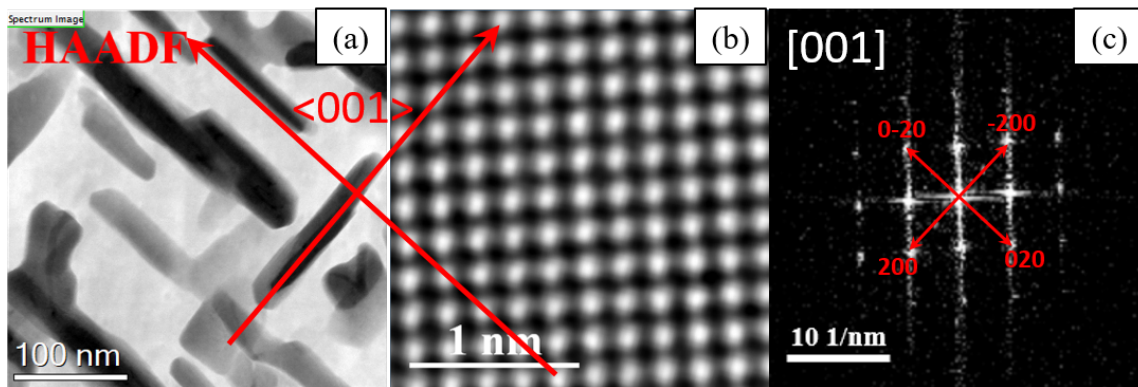 Spectrum Image
HAADF
(a)
<001>
100 nm
(b)
1 nm
[001]
(c)
0-20
-200
200
020
10 1/nm